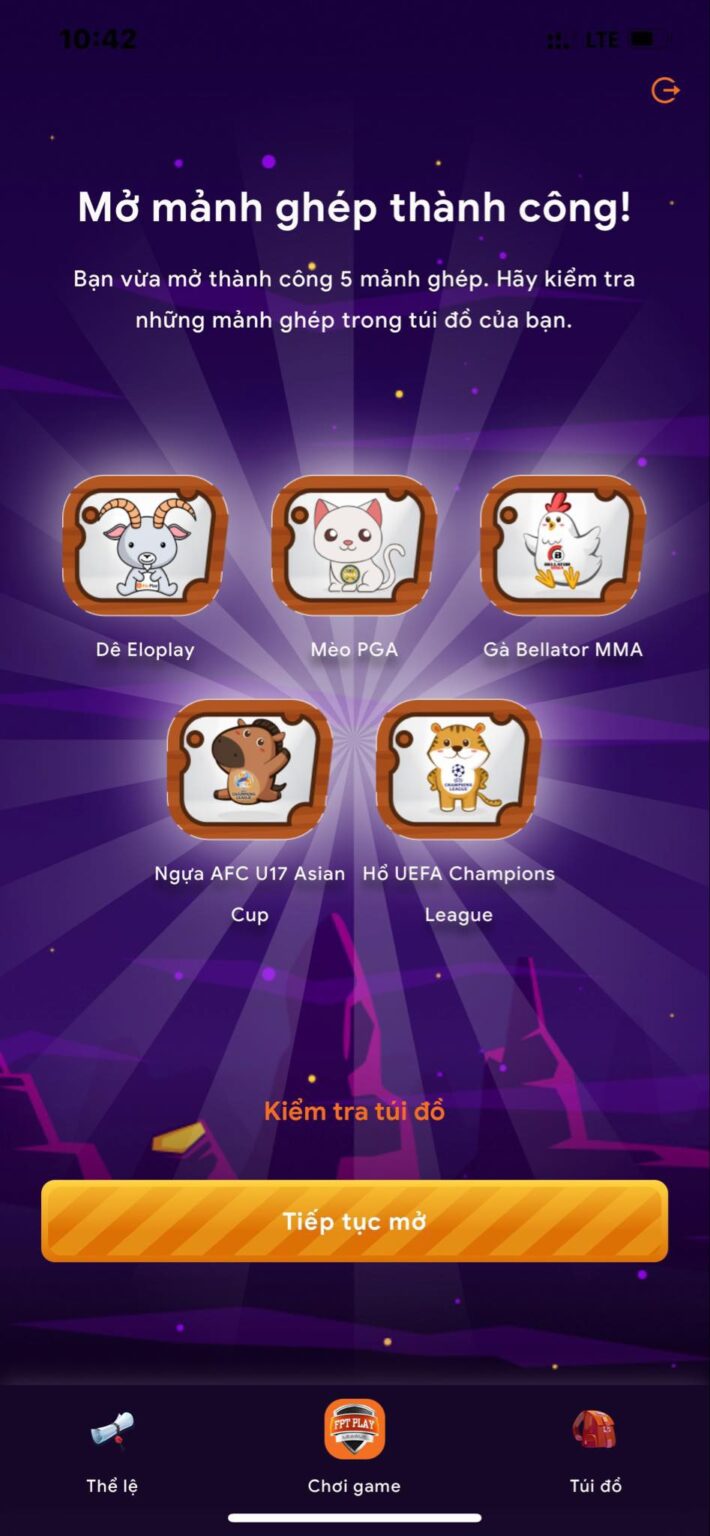 10:42
LTE
Mở mảnh ghép thành công!
Bạn vừa mở thành công 5 mảnh ghép. Hãy kiểm tra
những mảnh ghép trong túi đồ của bạn.
Dê Eloplay
Mèo PGA
Gà Bellator MMA
CHAMPIONS
LEAGUE
Ngựa AFC U17 Asian
Cup
Hổ UEFA Champions
League
Kiểm tra túi đồ
Tiếp tục mở
FPT PLAY
LEAGUE
Thể lệ
Chơi game
Túi đồ